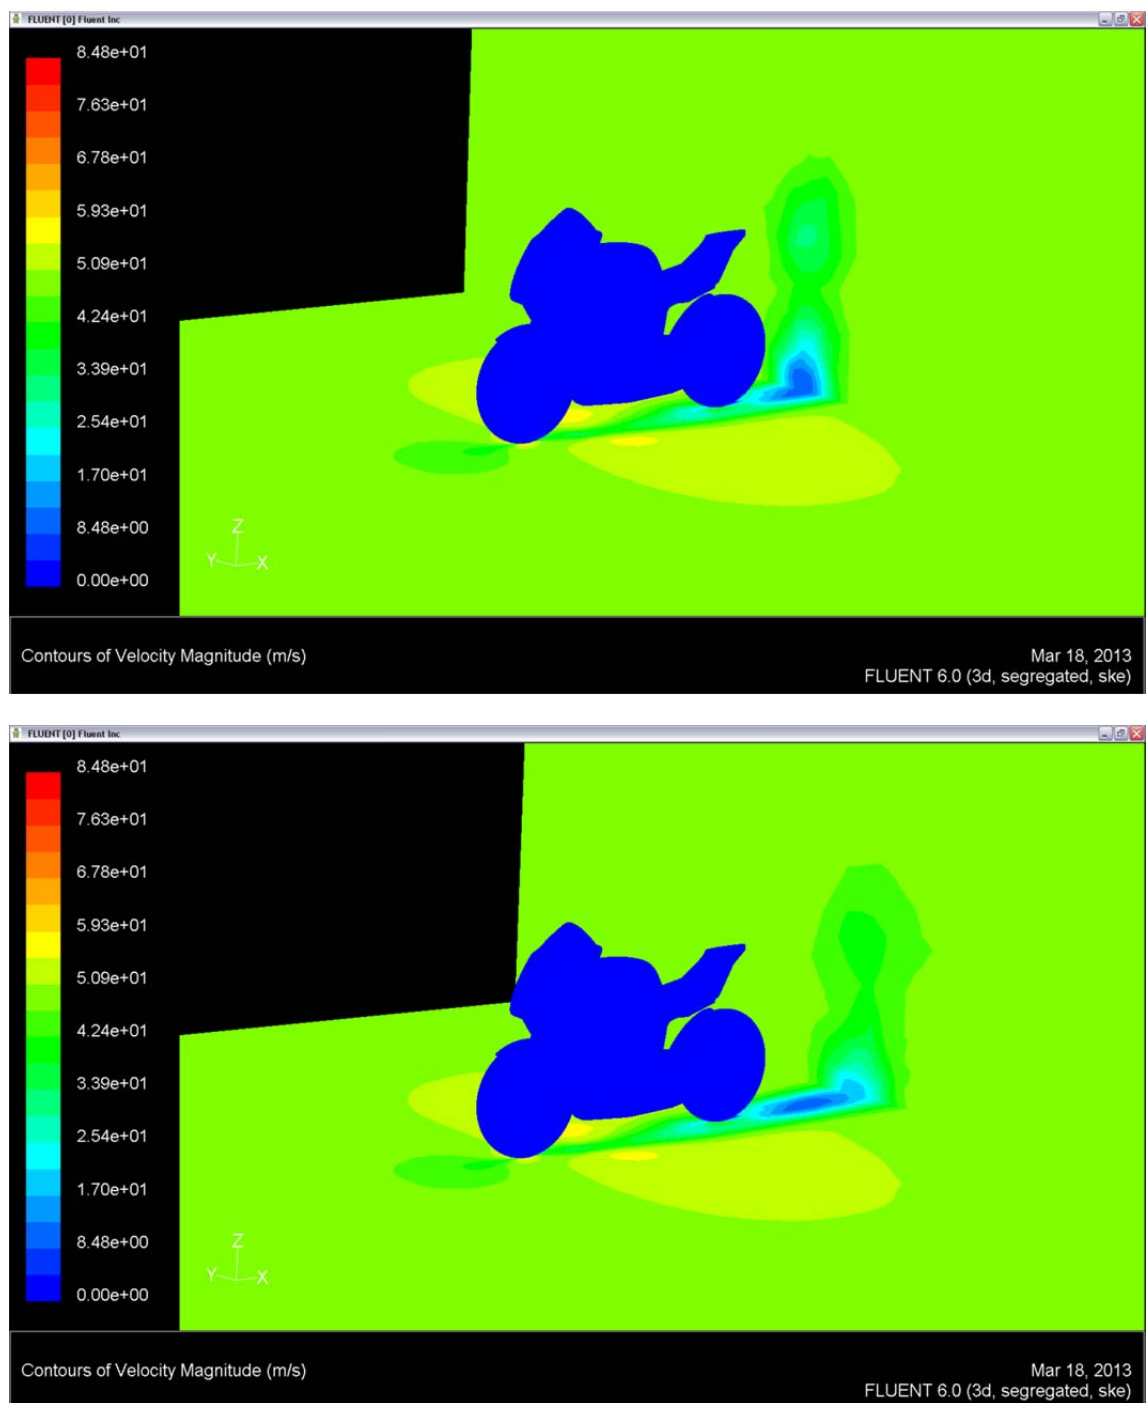 FLUENT [0] Fluent Inc
8.48e+01
7.63e+01
6.78e+01
5.93e+01
5.09e+01
4.24e+01
3.39e+01
2.54e+01
1.70e+01
8.48e+00
0.00e+00
Z
Y X
Contours of Velocity Magnitude (m/s)
Mar 18, 2013
FLUENT 6.0 (3d, segregated, ske)
FLUENT [0] Fluent Inc
8.48e+01
7.63e+01
6.78e+01
5.93e+01
5.09e+01
4.24e+01
3.39e+01
2.54e+01
1.70e+01
8.48e+00
0.00e+00
Z
Y X
Contours of Velocity Magnitude (m/s)
Mar 18, 2013
FLUENT 6.0 (3d, segregated, ske)